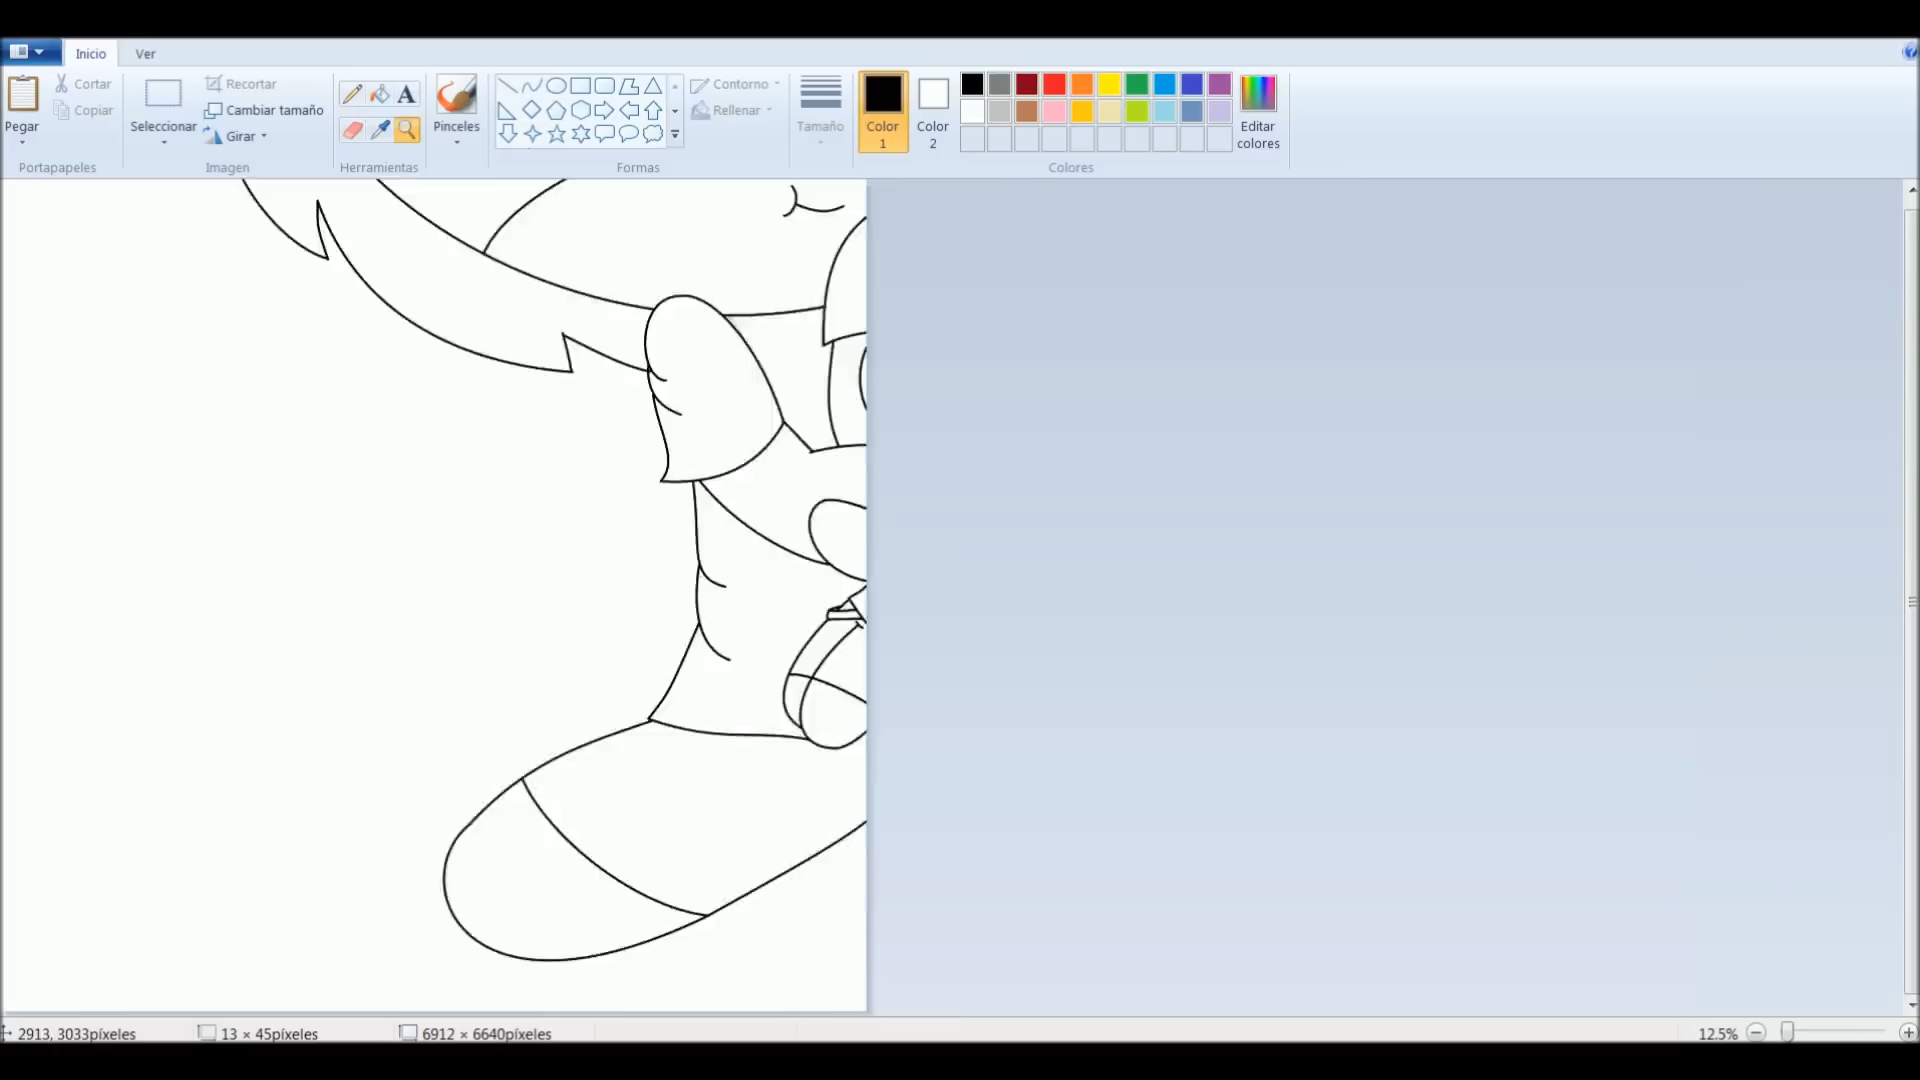 Inicio
Ver
Pegar
Cortar
Copiar
Portapapeles
Seleccionar
Recortar
Cambiar tamaño
Girar
Imagen
A
Herramientas
Pinceles
Formas
Contorno
Rellenar
Tamaño
Color
1
Color
2
Editar
colores
Colores
2913, 3033píxeles
13 × 45píxeles
6912 × 6640píxeles
12.5%